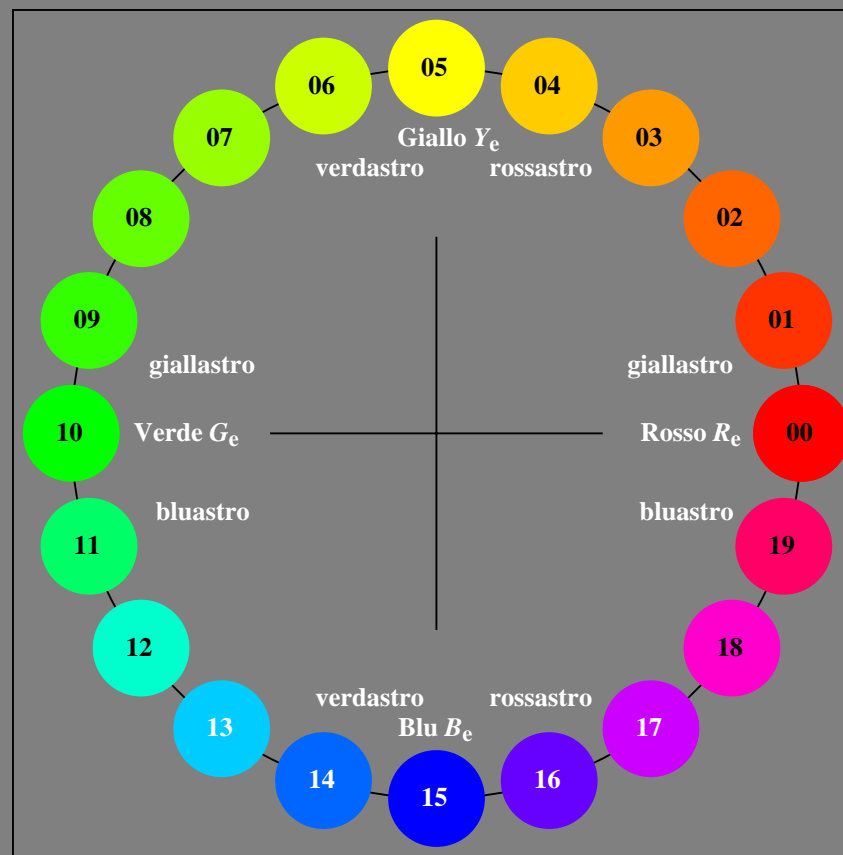 06 05 04
07 Giallo Ye 03
verdastro rossastro
08 02
09 01
giallastro giallastro
10 Verde Ge Rosso Re 00
bluastro bluastro
11 19
12 18
verdastro rossastro
13 Blu Be 17
14 15 16